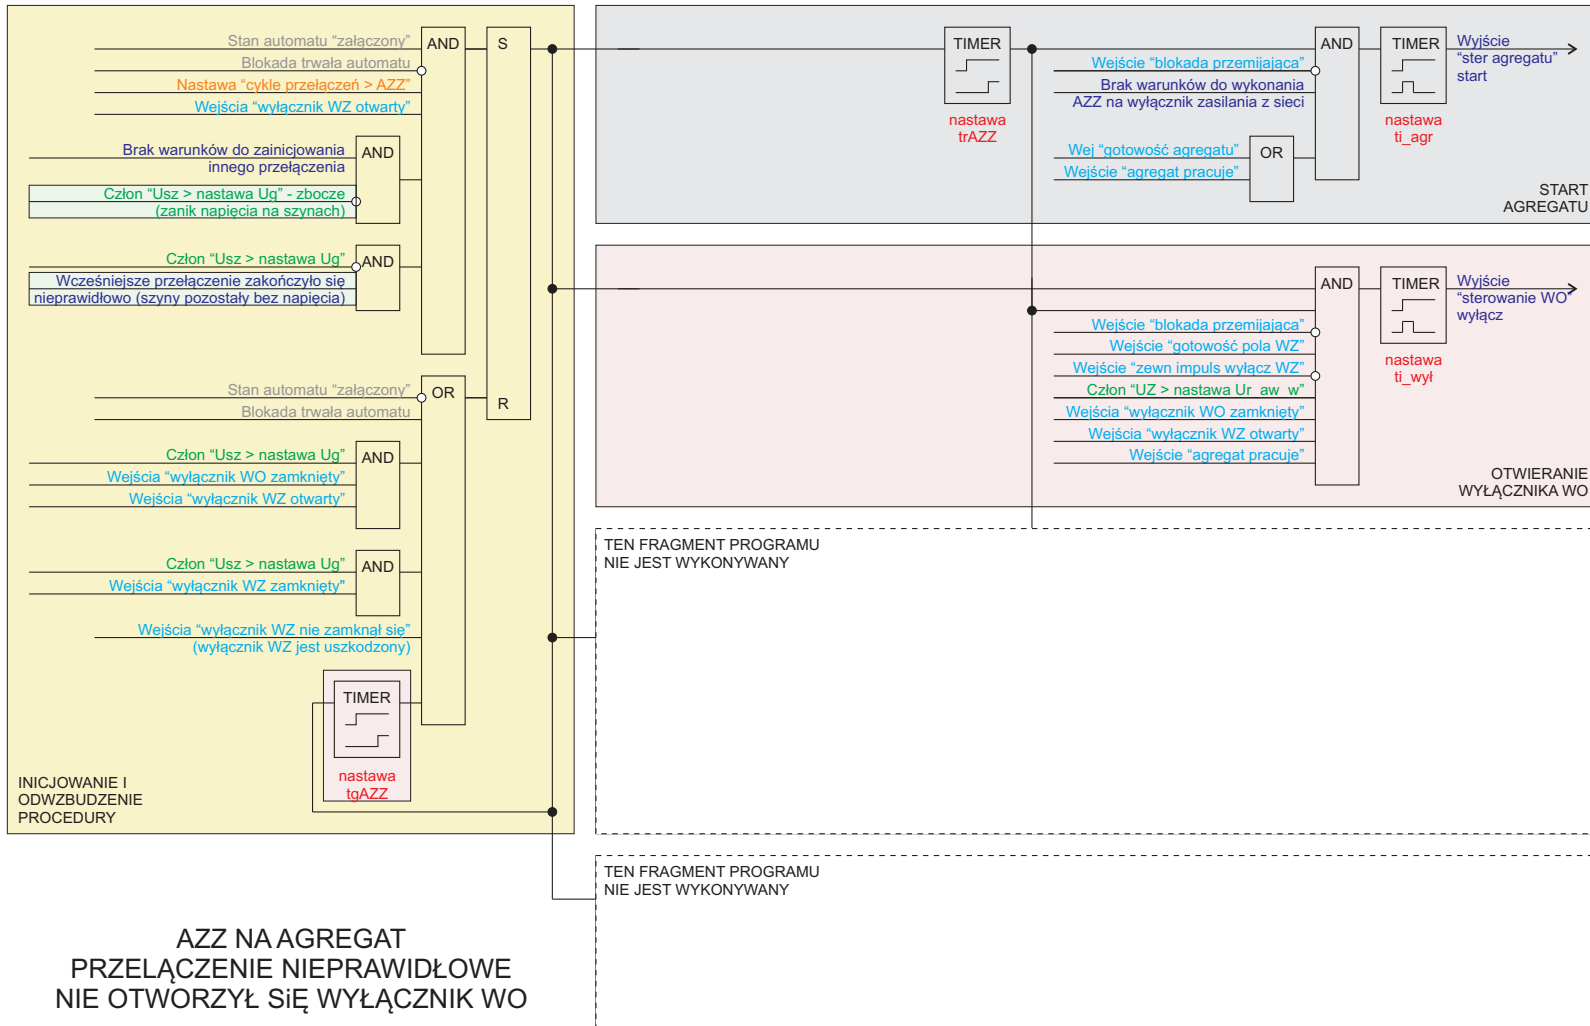 Stan automatu “załączony”
Blokada trwała automatu
Nastawa “cykle przełączeń > AZZ”
Wejścia “wyłącznik WZ otwarty”
AND
S
Brak warunków do zainicjowania
innego przełączenia
AND
Człon “Usz > nastawa Ug” - zbocze
(zanik napięcia na szynach)
Człon “Usz > nastawa Ug”
AND
Wcześniejsze przełączenie zakończyło się
nieprawidłowo (szyny pozostały bez napięcia)
Stan automatu “załączony”
OR
R
Blokada trwała automatu
Człon “Usz > nastawa Ug”
AND
Wejścia “wyłącznik WO zamknięty”
Wejścia “wyłącznik WZ otwarty”
Człon “Usz > nastawa Ug”
AND
Wejścia “wyłącznik WZ zamknięty"
Wejścia “wyłącznik WZ nie zamknął się”
(wyłącznik WZ jest uszkodzony)
TIMER
nastawa
tgAZZ
INICJOWANIE I
ODWZBUDZENIE
PROCEDURY
TIMER
nastawa
trAZZ
Wejście “blokada przemijająca”
Brak warunków do wykonania
AZZ na wyłącznik zasilania z sieci
Wej “gotowość agregatu”
Wejście “agregat pracuje”
OR
AND
TIMER
nastawa
ti_agr
Wyjście
“ster agregatu”
start
START
AGREGATU
AND
TIMER
nastawa
ti_wył
Wyjście
“sterowanie WO”
wyłącz
Wejście “blokada przemijająca”
Wejście “gotowość pola WZ”
Wejście “zewn impuls wyłącz WZ”
Człon “UZ > nastawa Ur_aw_w”
Wejścia “wyłącznik WO zamknięty”
Wejścia “wyłącznik WZ otwarty”
Wejście “agregat pracuje”
OTWIERANIE
WYŁĄCZNIKA WO
TEN FRAGMENT PROGRAMU
NIE JEST WYKONYWANY
TEN FRAGMENT PROGRAMU
NIE JEST WYKONYWANY
AZZ NA AGREGAT
PRZELĄCZENIE NIEPRAWIDŁOWE
NIE OTWORZYŁ SiĘ WYŁĄCZNIK WO